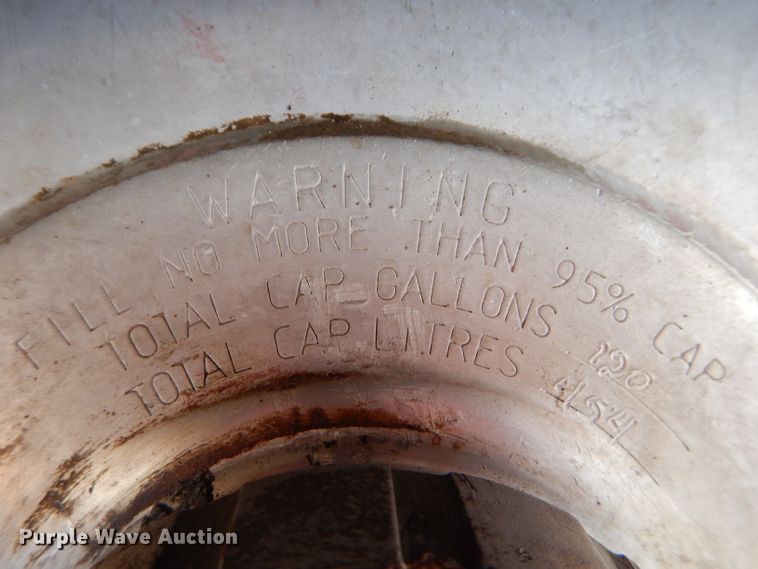 WARNING
FILL NO MORE THAN 95% CAP
TOTAL CAP GALLONS 120
TOTAL CAP LITRES 454
Purple Wave Auction